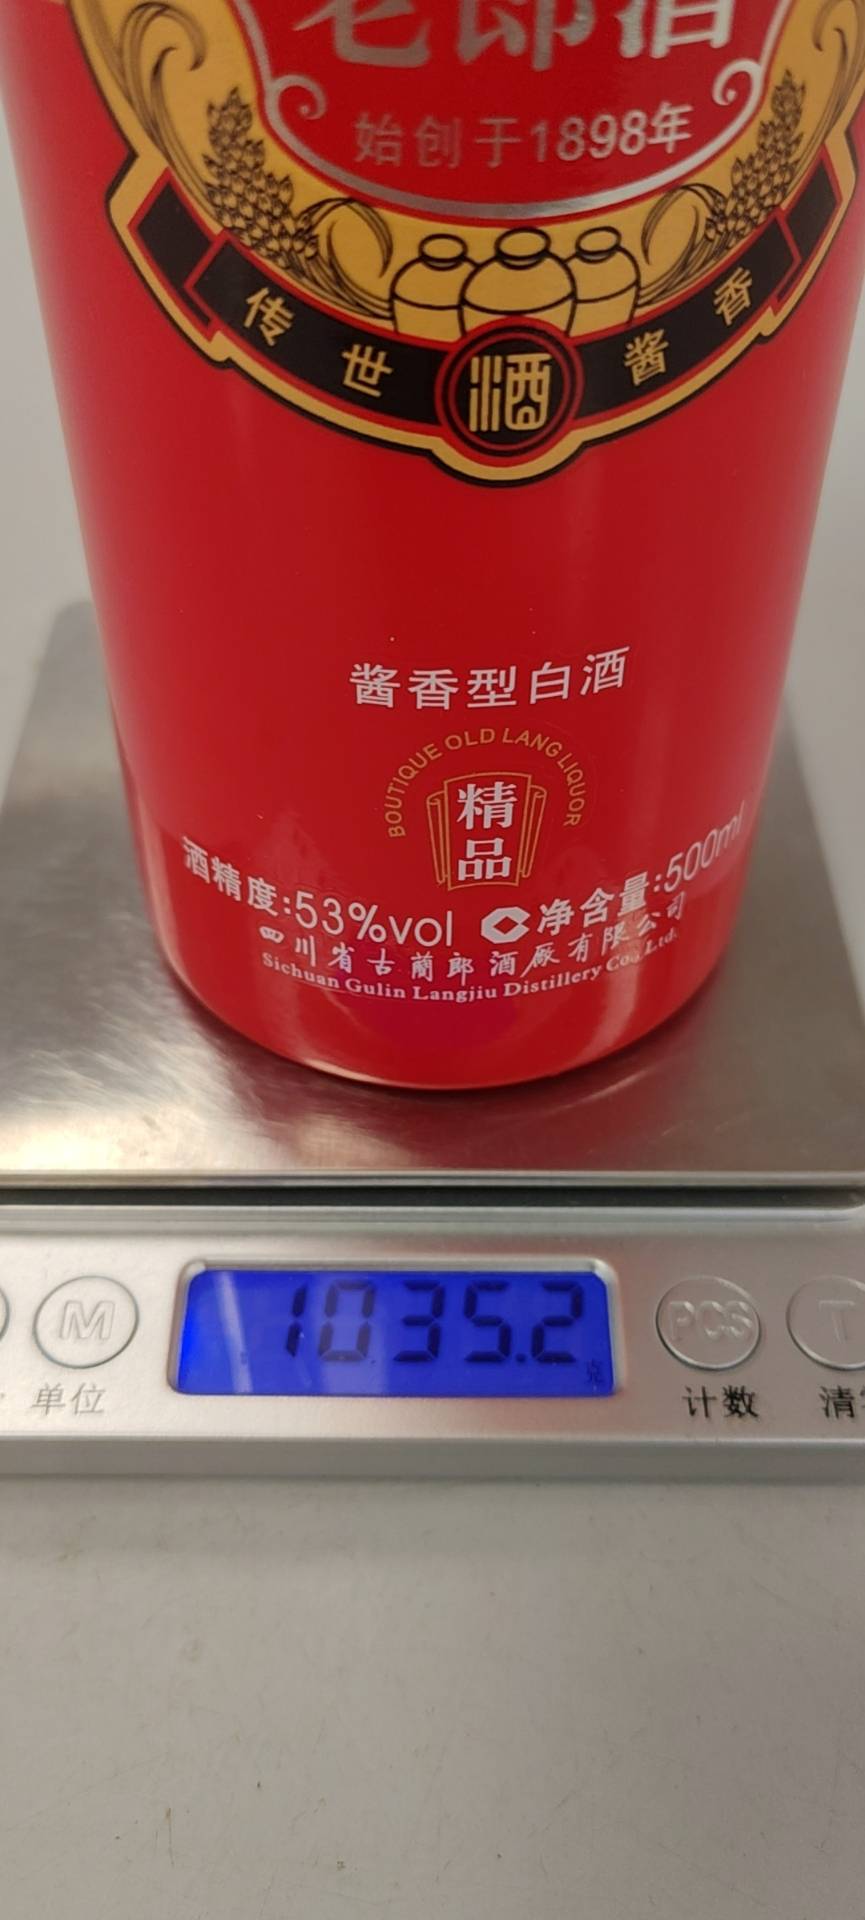 老郎酒
始创于1898年
传世 酒 酱香
酱香型白酒
BOUTIQUE OLD LANG LIQUOR
精品
酒精度:53%vol 净含量:500ml
四川省古蔺郎酒厂有限公司
Sichuan Gulin Langjiu Distillery Co., Ltd.
1035.2
克
M PCS T
单位 计数